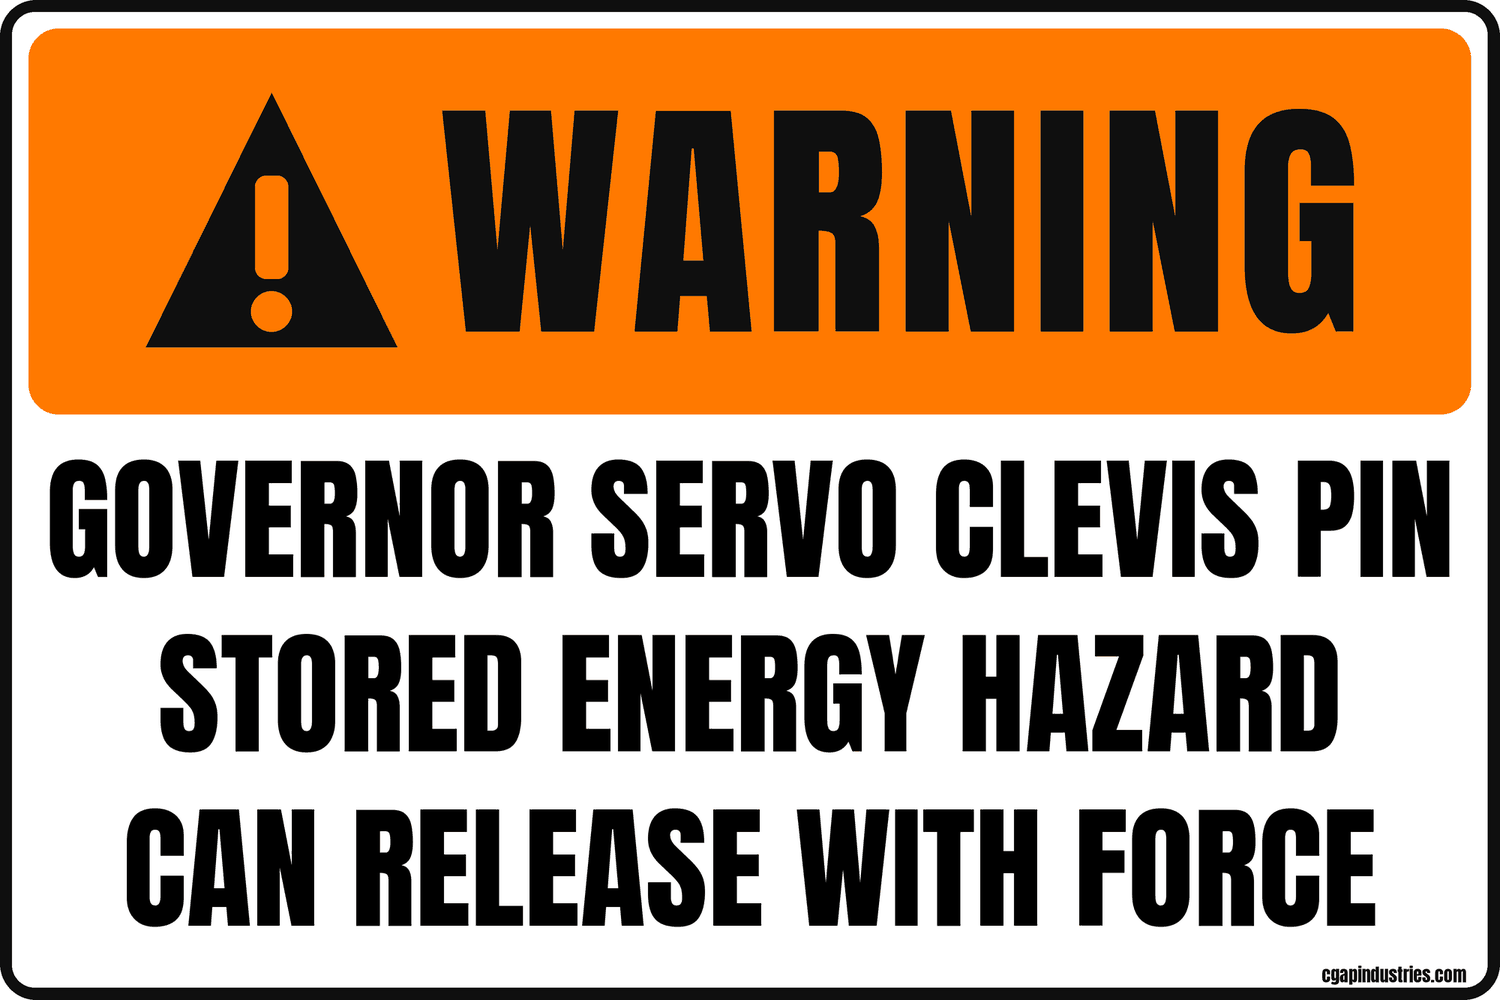 WARNING
GOVERNOR SERVO CLEVIS PIN
STORED ENERGY HAZARD
CAN RELEASE WITH FORCE
cgapindustries.com